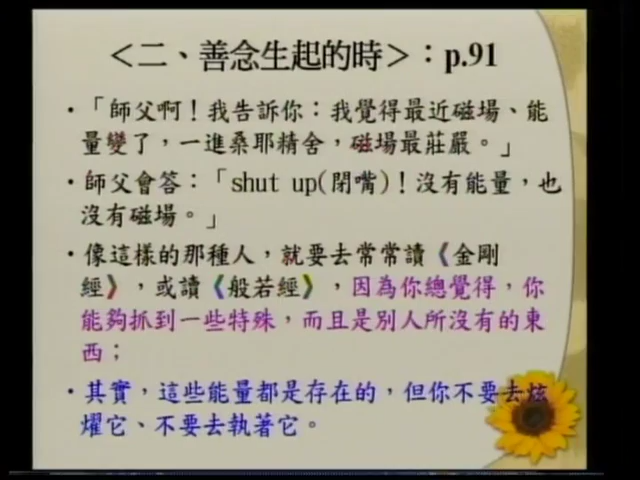 ＜二、善念生起的時＞：p.91
•「師父啊！我告訴你：我覺得最近磁場、能
量變了，一進桑耶精舍，磁場最莊嚴。」
•師父會答：「shut up(閉嘴)！沒有能量，也
沒有磁場。」
•像這樣的那種人，就要去常常讀《金剛
經》，或讀《般若經》，因為你總覺得，你
能夠抓到一些特殊，而且是別人所沒有的東
西；
•其實，這些能量都是存在的，但你不要去炫
燿它、不要去執著它。